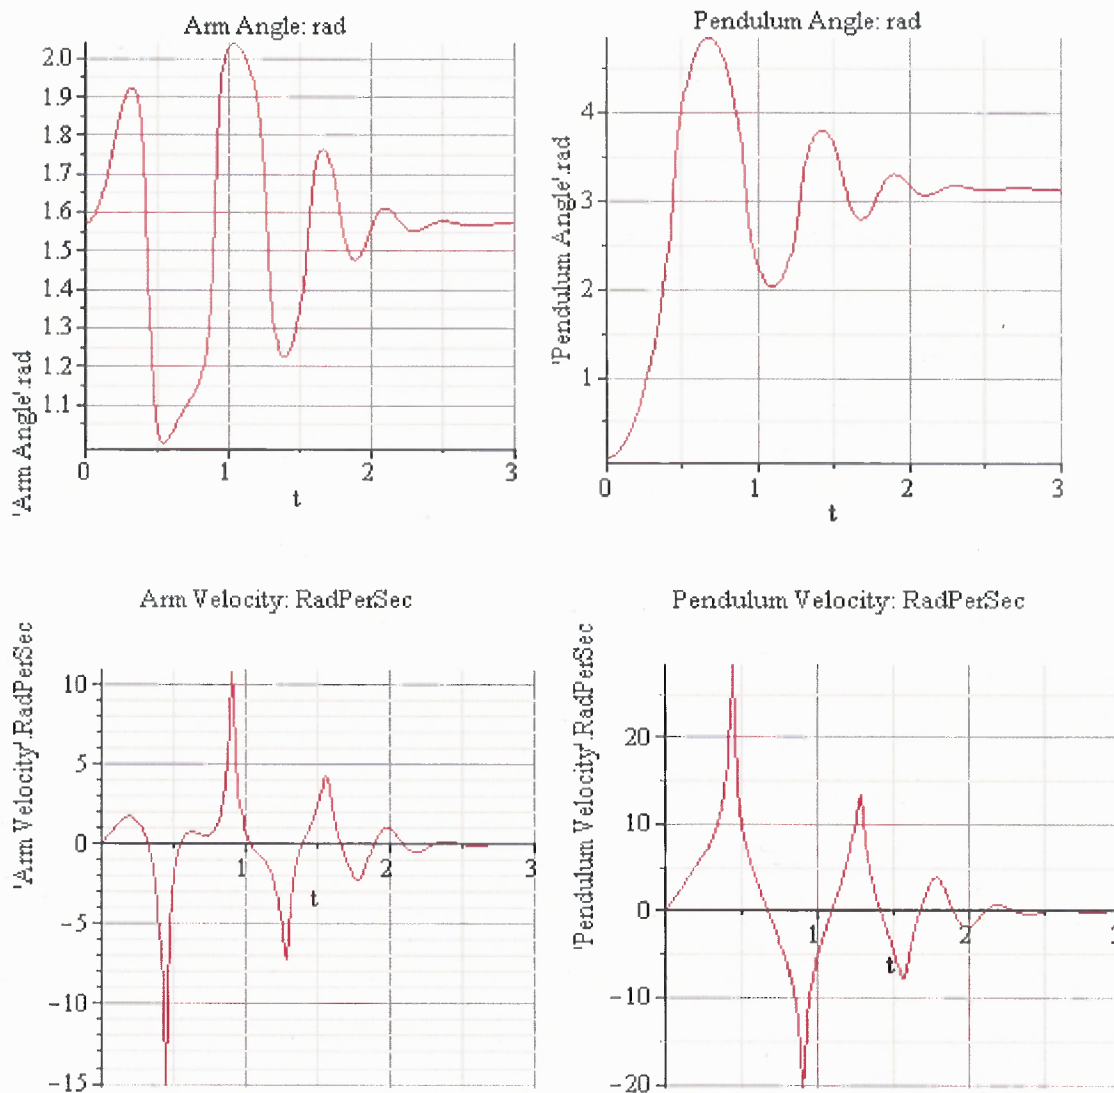 Arm Angle: rad
'Arm Angle'.rad
2.0
1.9
1.8
1.7
1.6
1.5
1.4
1.3
1.2
1.1
0 1 2 3
t
Pendulum Angle: rad
'Pendulum Angle'.rad
4
3
2
1
0 1 2 3
t
Arm Velocity: RadPerSec
'Arm Velocity'.RadPerSec
10
5
0
-5
-10
-15
1 2 3
t
Pendulum Velocity: RadPerSec
'Pendulum Velocity'.RadPerSec
20
10
0
-10
-20
1 2
t